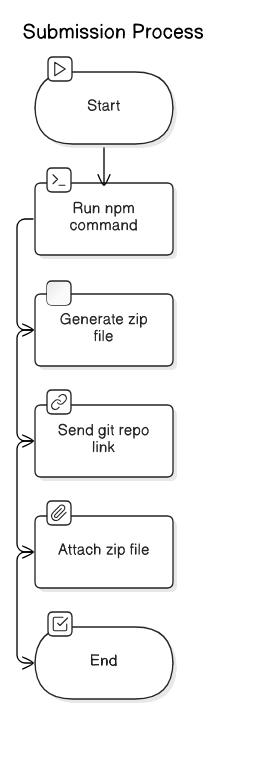 Submission Process
Start
Run npm
command
Generate zip
file
Send git repo
link
Attach zip file
End